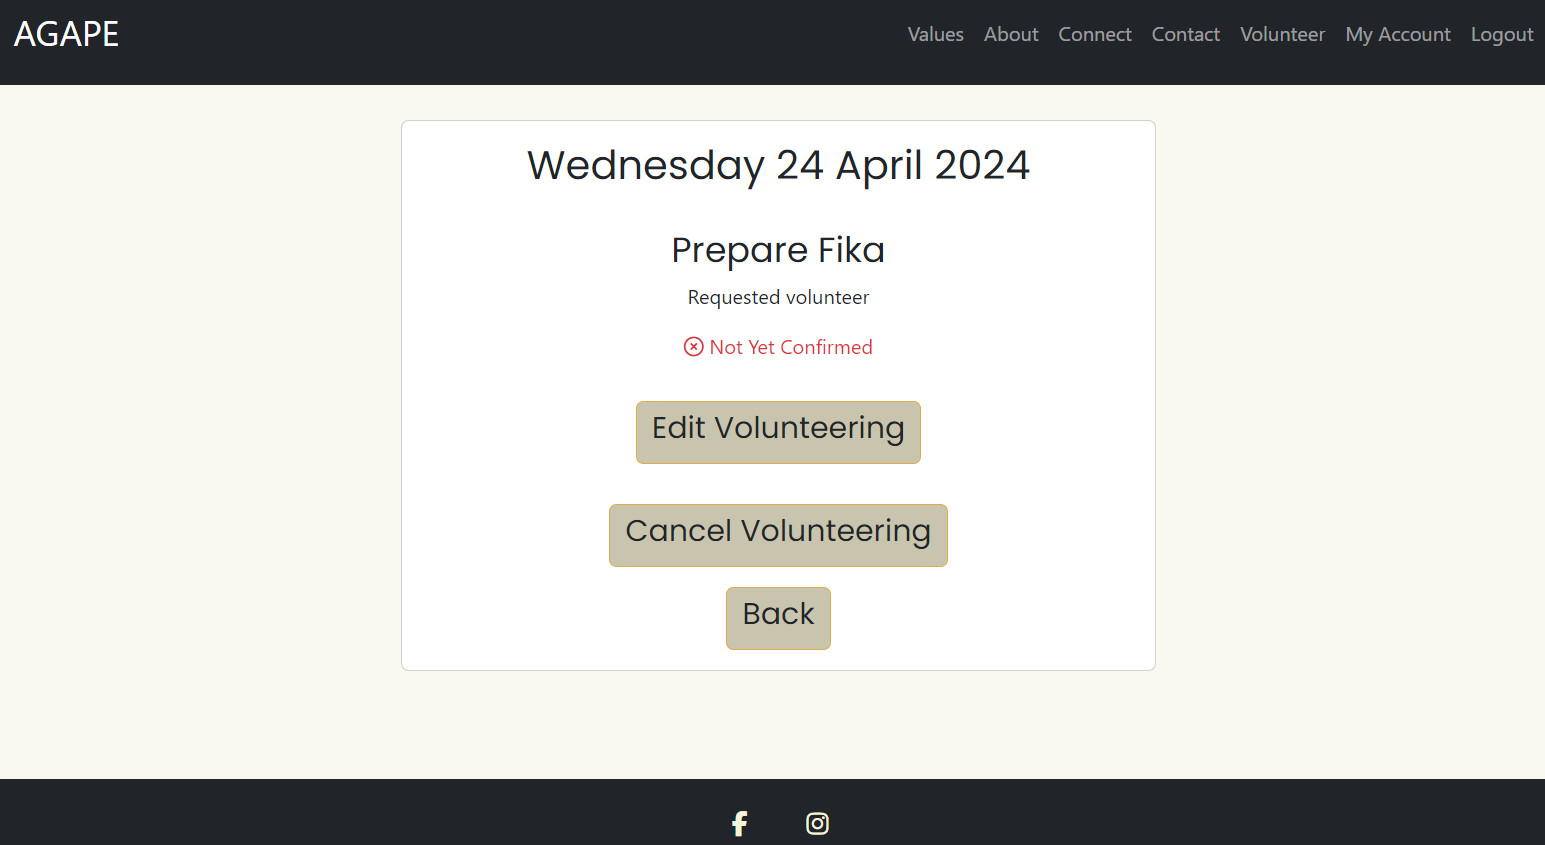 AGAPE
Values About Connect Contact Volunteer My Account Logout
Wednesday 24 April 2024
Prepare Fika
Requested volunteer
Not Yet Confirmed
Edit Volunteering
Cancel Volunteering
Back